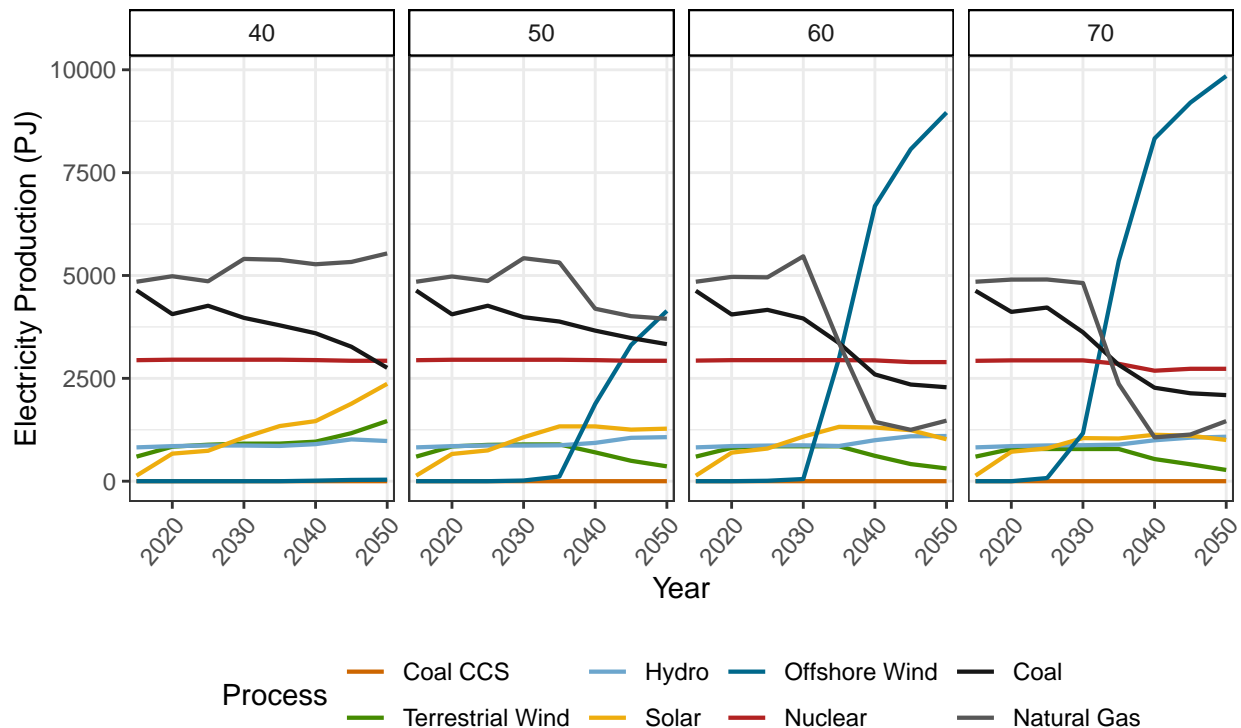 40 50 60 70
Electricity Production (PJ)
10000
7500
5000
2500
0
2020 2030 2040 2050 2020 2030 2040 2050 2020 2030 2040 2050 2020 2030 2040 2050
Year
Process
Coal CCS Hydro Offshore Wind Coal
Terrestrial Wind Solar Nuclear Natural Gas